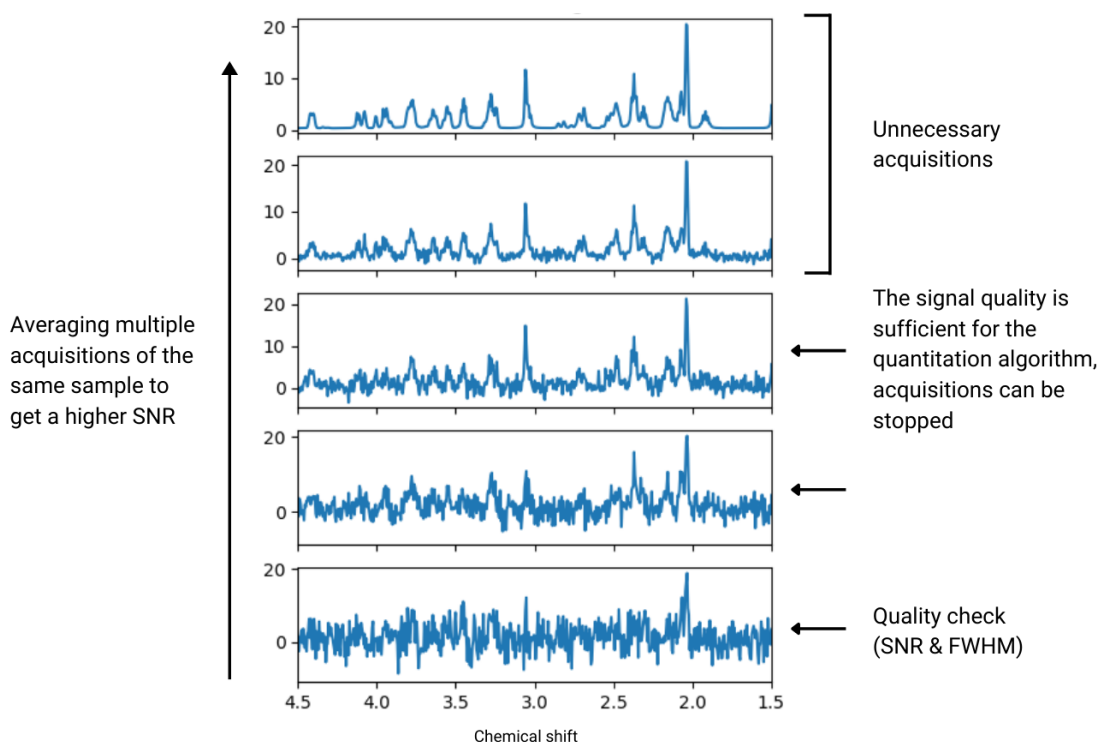 20
10
0
20
10
0
20
10
0
20
0
20
0
4.5 4.0 3.5 3.0 2.5 2.0 1.5
Chemical shift
Averaging multiple
acquisitions of the
same sample to
get a higher SNR
Unnecessary
acquisitions
The signal quality is
sufficient for the
quantitation algorithm,
acquisitions can be
stopped
Quality check
(SNR & FWHM)